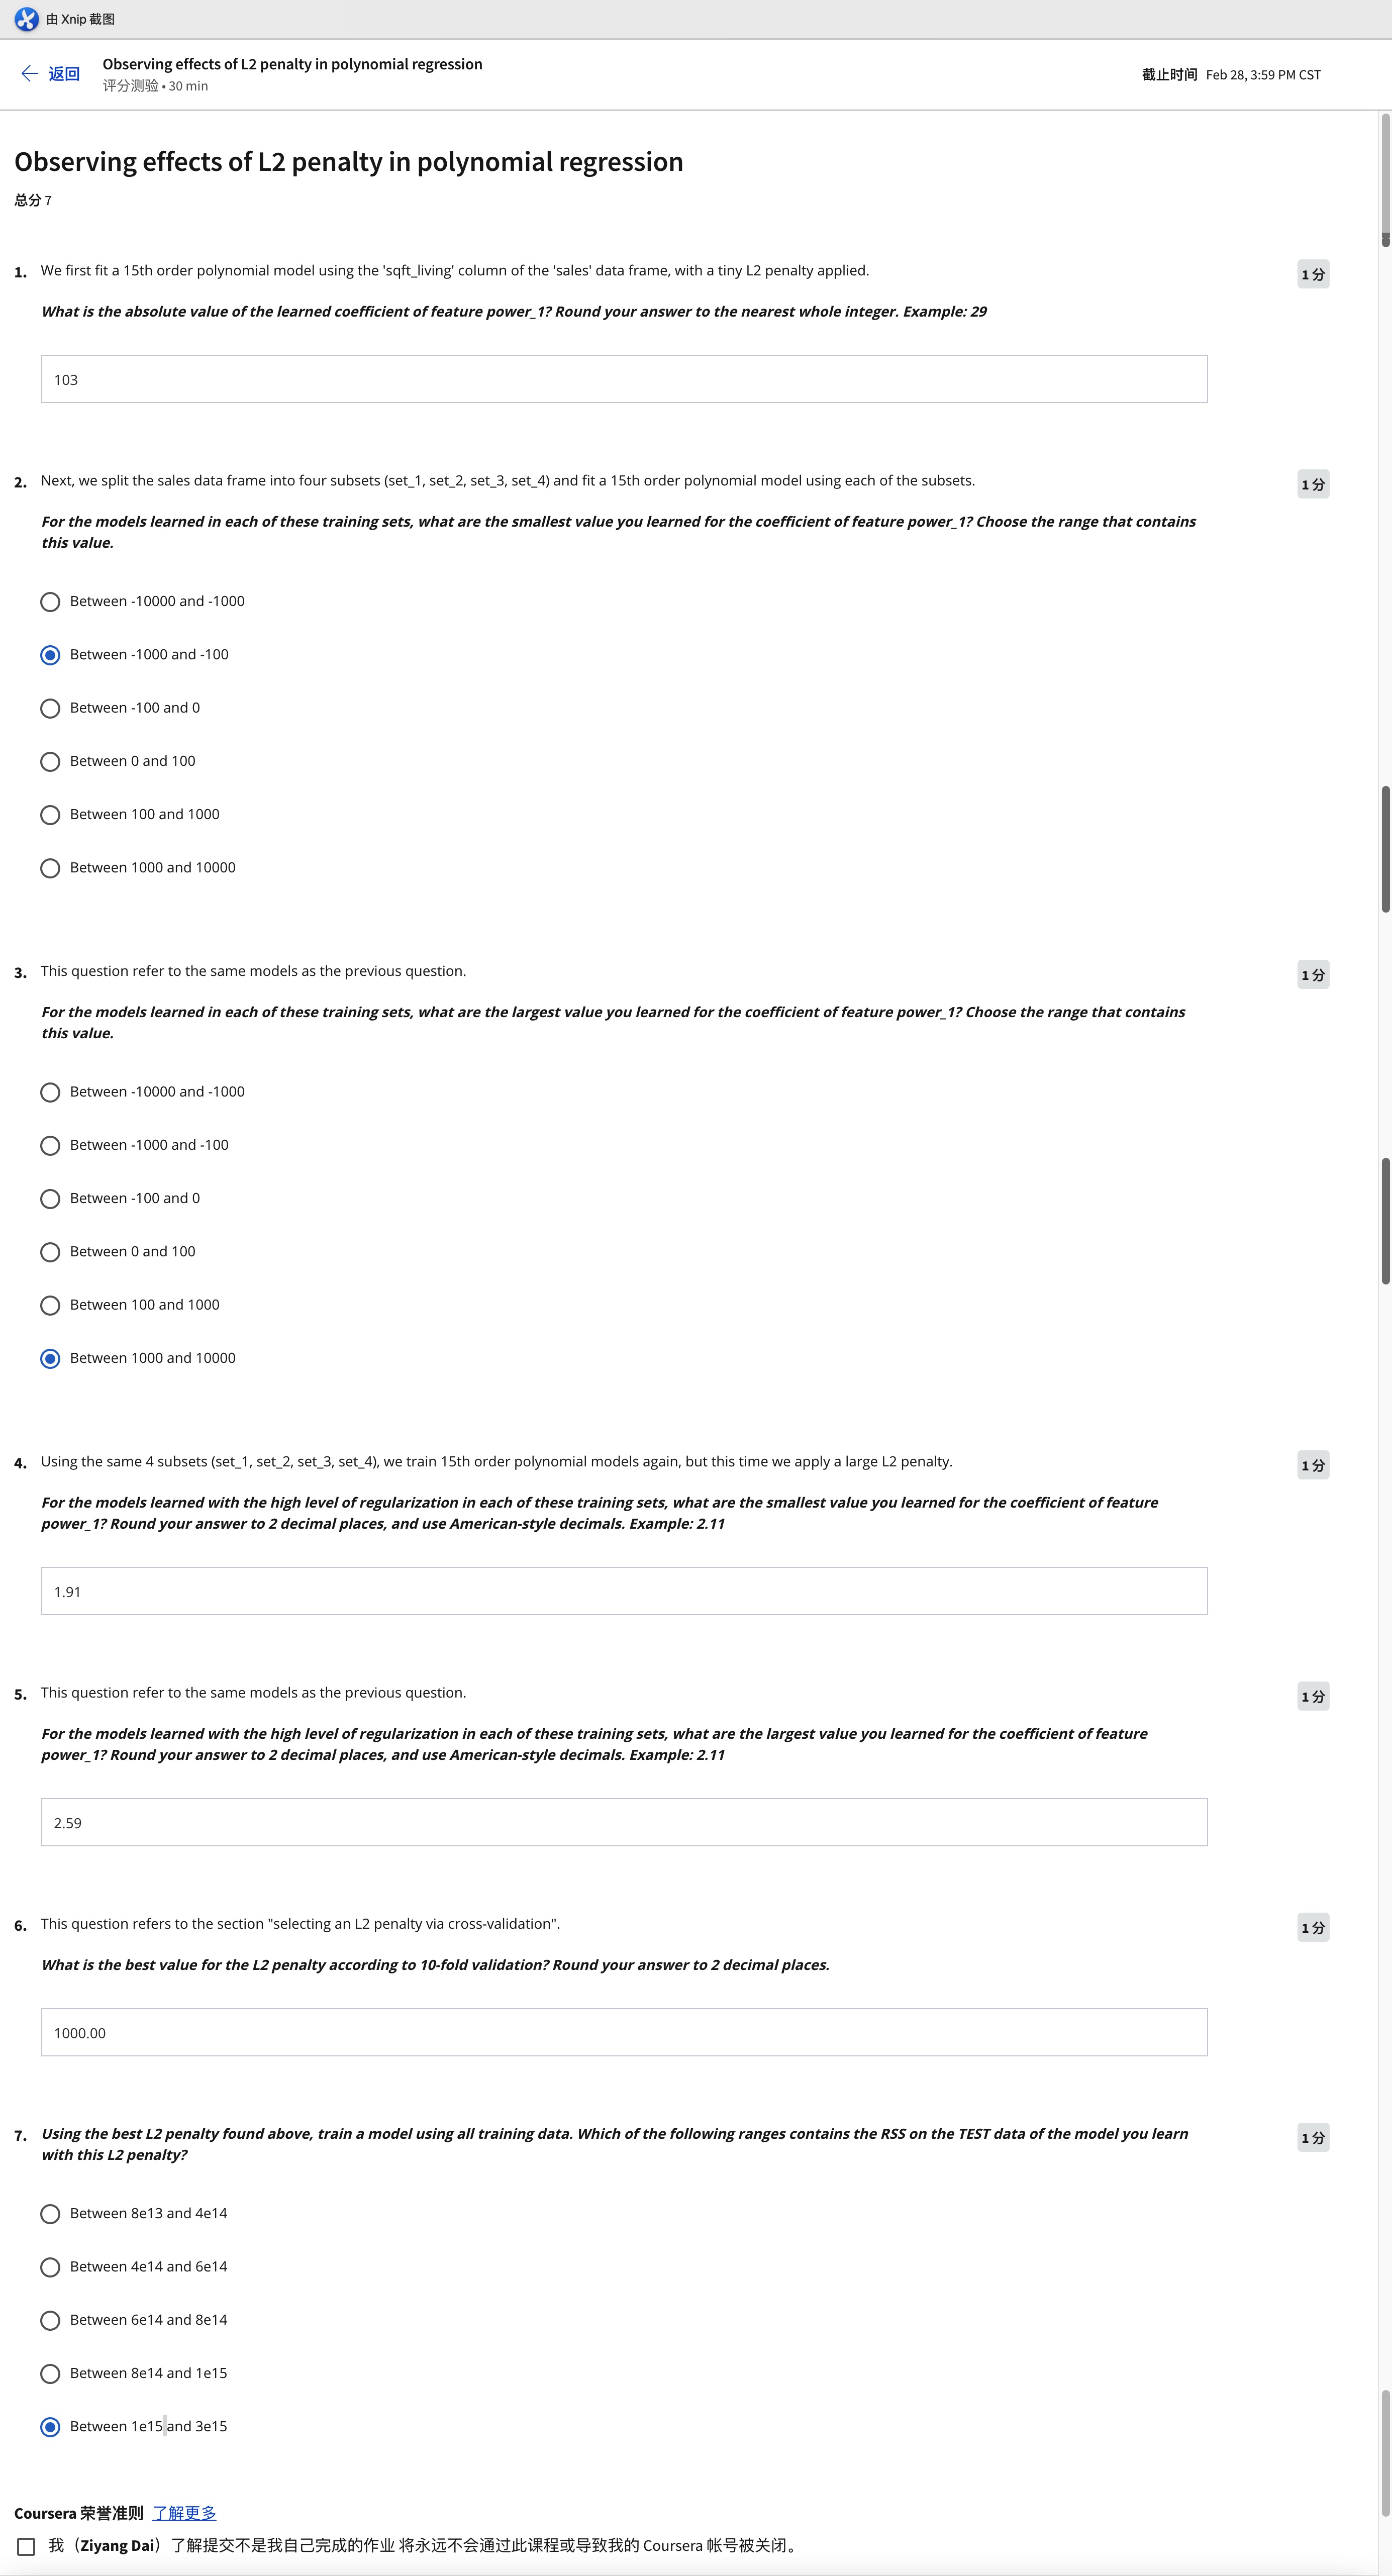 由 Xnip 截图
返回
Observing effects of L2 penalty in polynomial regression
评分测验 • 30 min
截止时间 Feb 28, 3:59 PM CST
Observing effects of L2 penalty in polynomial regression
总分 7
1. We first fit a 15th order polynomial model using the 'sqft_living' column of the 'sales' data frame, with a tiny L2 penalty applied.
1 分
What is the absolute value of the learned coefficient of feature power_1? Round your answer to the nearest whole integer. Example: 29
103
2. Next, we split the sales data frame into four subsets (set_1, set_2, set_3, set_4) and fit a 15th order polynomial model using each of the subsets.
1 分
For the models learned in each of these training sets, what are the smallest value you learned for the coefficient of feature power_1? Choose the range that contains
this value.
Between -10000 and -1000
Between -1000 and -100
Between -100 and 0
Between 0 and 100
Between 100 and 1000
Between 1000 and 10000
3. This question refer to the same models as the previous question.
1 分
For the models learned in each of these training sets, what are the largest value you learned for the coefficient of feature power_1? Choose the range that contains
this value.
Between -10000 and -1000
Between -1000 and -100
Between -100 and 0
Between 0 and 100
Between 100 and 1000
Between 1000 and 10000
4. Using the same 4 subsets (set_1, set_2, set_3, set_4), we train 15th order polynomial models again, but this time we apply a large L2 penalty.
1 分
For the models learned with the high level of regularization in each of these training sets, what are the smallest value you learned for the coefficient of feature
power_1? Round your answer to 2 decimal places, and use American-style decimals. Example: 2.11
1.91
5. This question refer to the same models as the previous question.
1 分
For the models learned with the high level of regularization in each of these training sets, what are the largest value you learned for the coefficient of feature
power_1? Round your answer to 2 decimal places, and use American-style decimals. Example: 2.11
2.59
6. This question refers to the section "selecting an L2 penalty via cross-validation".
1 分
What is the best value for the L2 penalty according to 10-fold validation? Round your answer to 2 decimal places.
1000.00
7. Using the best L2 penalty found above, train a model using all training data. Which of the following ranges contains the RSS on the TEST data of the model you learn
1 分
with this L2 penalty?
Between 8e13 and 4e14
Between 4e14 and 6e14
Between 6e14 and 8e14
Between 8e14 and 1e15
Between 1e15 and 3e15
Coursera 荣誉准则 了解更多
我（Ziyang Dai）了解提交不是我自己完成的作业 将永远不会通过此课程或导致我的 Coursera 帐号被关闭。